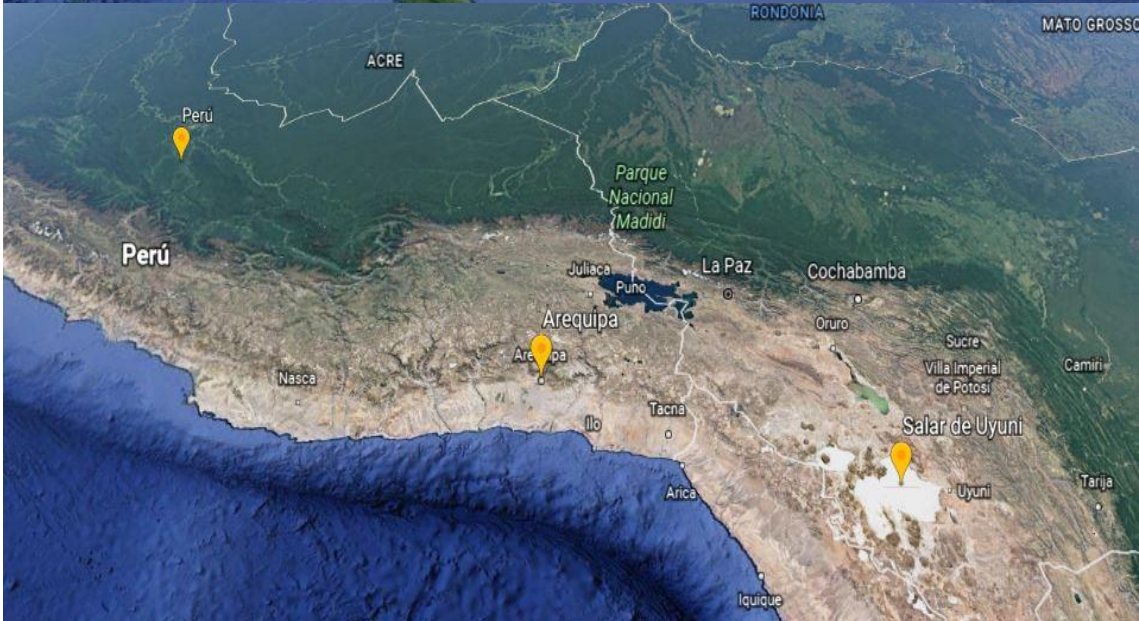 RONDONIA
MATO GROSSO
ACRE
Perú
Parque
Nacional
Madidi
Perú
La Paz
Juliaca
Cochabamba
Puno
Arequipa
Oruro
Sucre
Arequipa
Camiri
Villa Imperial
de Potosí
Nasca
Tacna
Ilo
Salar de Uyuni
Arica
Uyuni
Tarija
Iquique